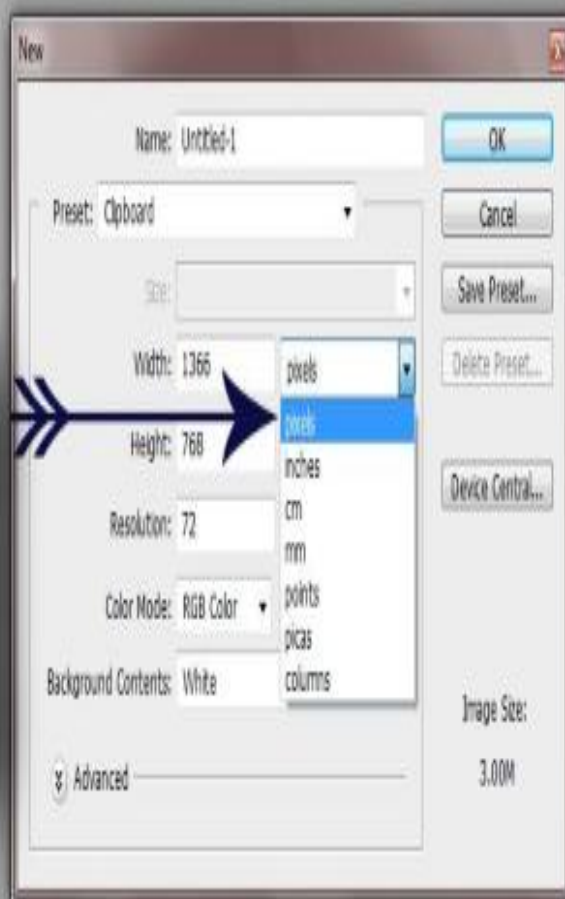 New
Name: Untitled-1
OK
Preset: Clipboard
Cancel
Size:
Save Preset...
Width: 1366 pixels
Delete Preset...
pixels
Height: 768
inches
Device Central...
cm
Resolution: 72
mm
Color Mode: RGB Color
points
picas
Background Contents: White
columns
Image Size:
3.00M
Advanced